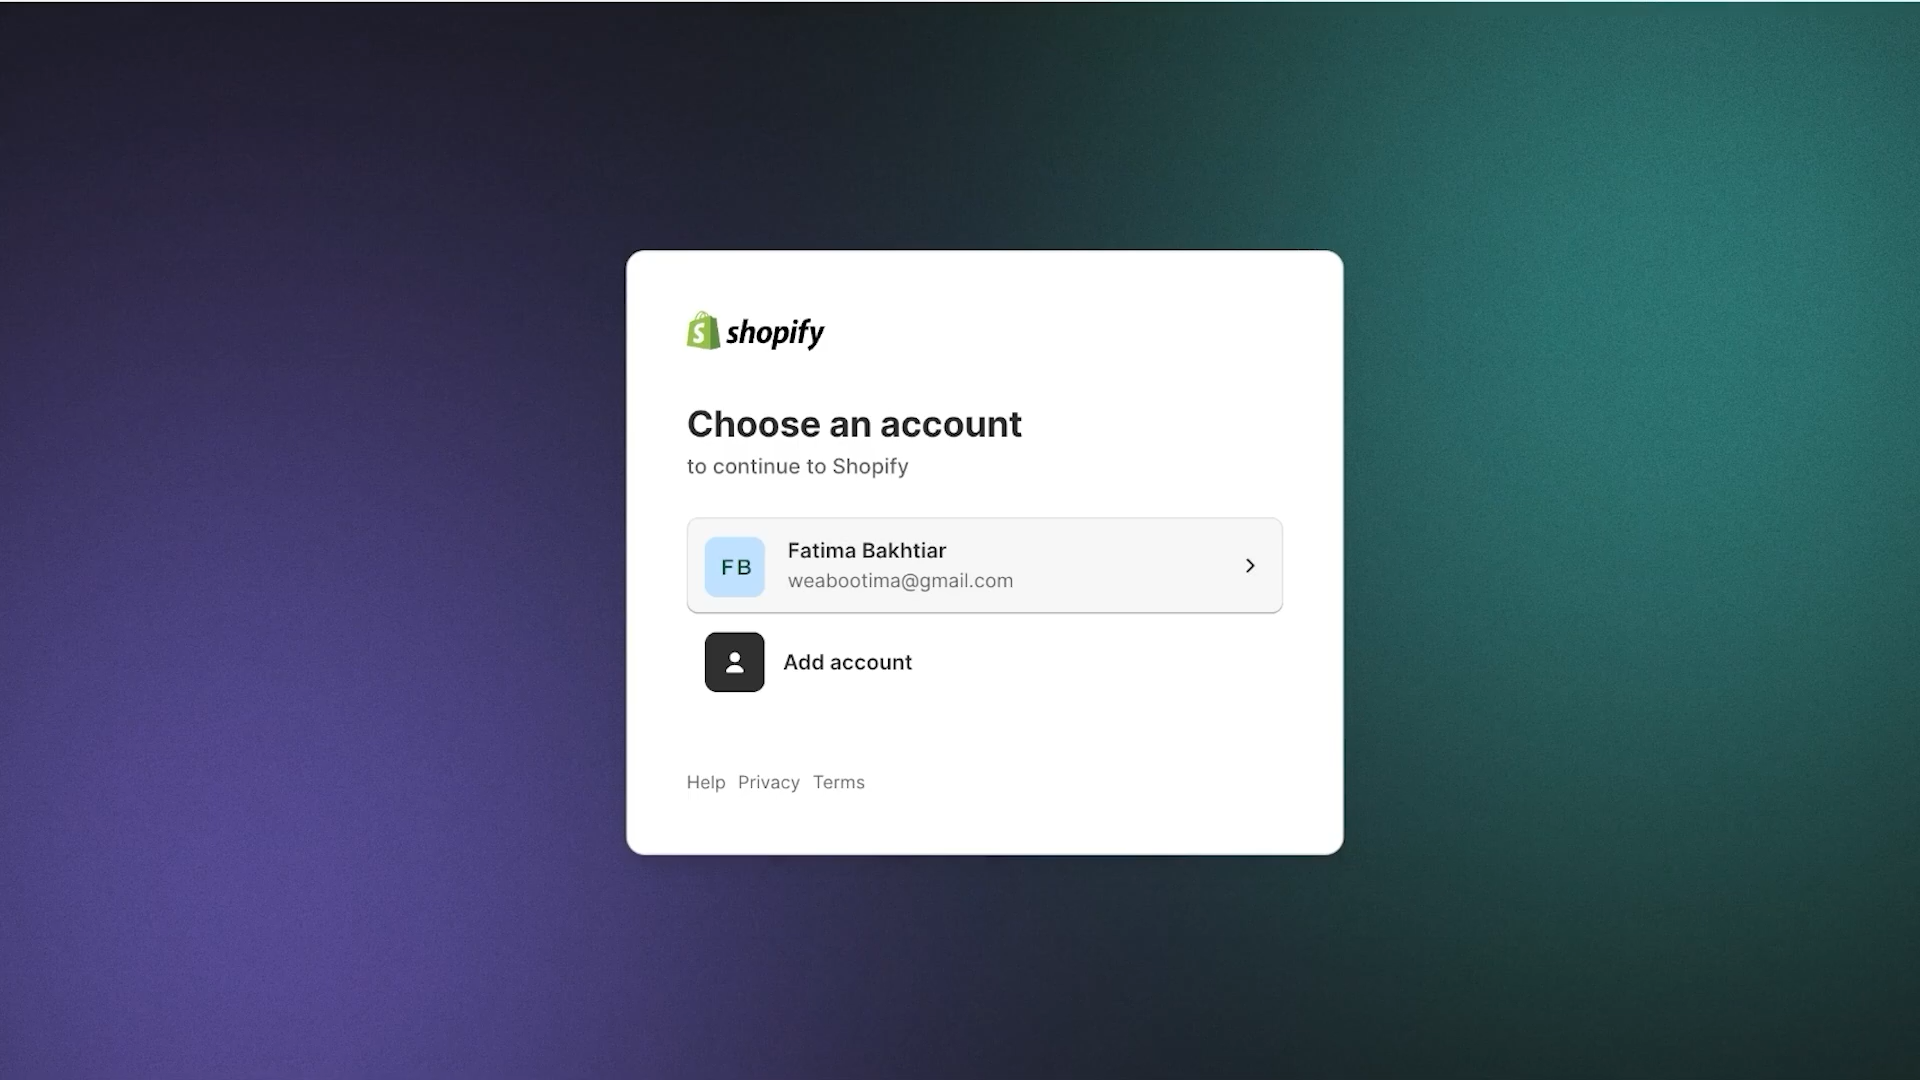 shopify
Choose an account
to continue to Shopify
FB
Fatima Bakhtiar
weabootima@gmail.com
Add account
Help Privacy Terms